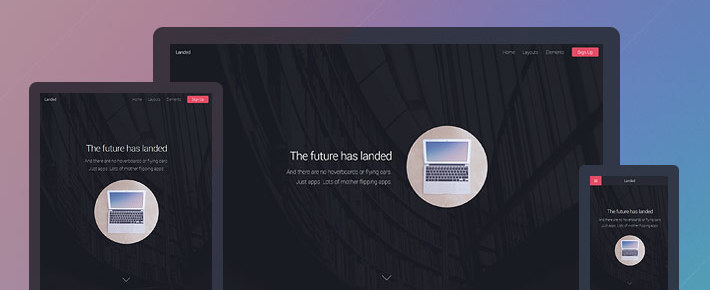 Landed
Home Layouts Elements Sign Up
The future has landed
And there are no hoverboards or flying cars.
Just apps. Lots of mother flipping apps.
Landed
Home Layouts Elements Sign Up
The future has landed
And there are no hoverboards or flying cars.
Just apps. Lots of mother flipping apps.
Landed
The future has landed
And there are no hoverboards or flying cars.
Just apps. Lots of mother flipping apps.